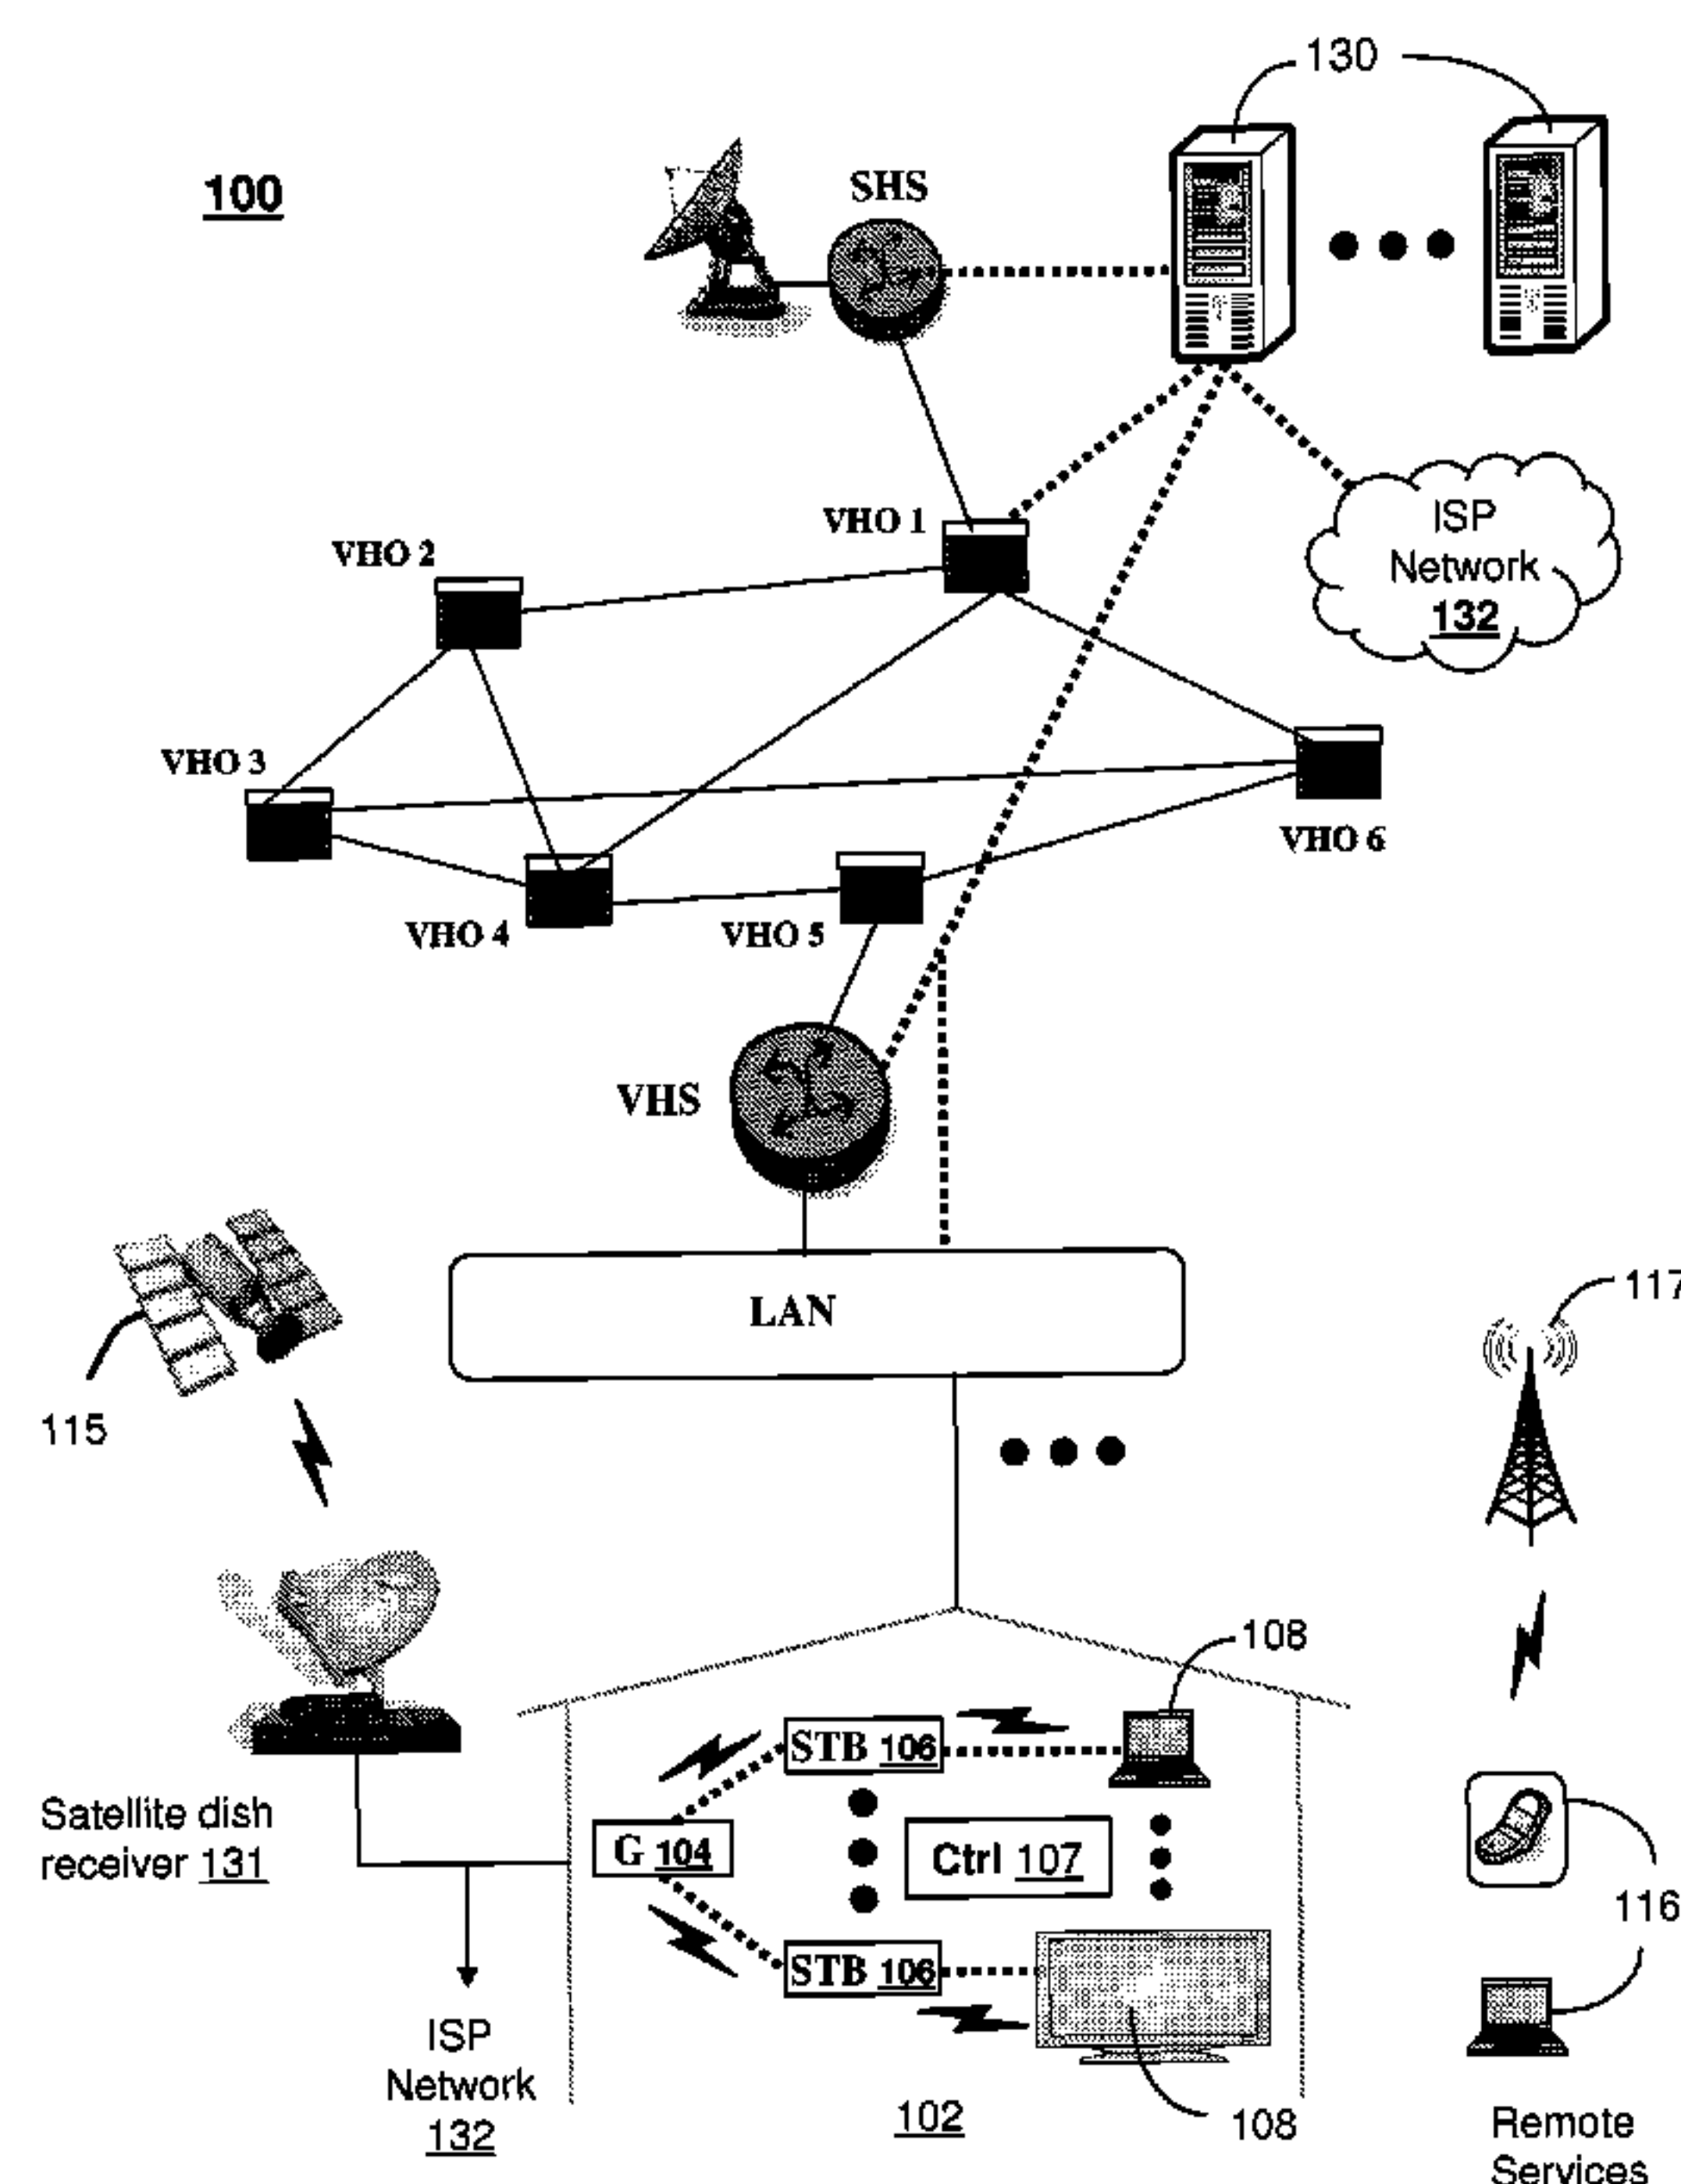 130
100
SHS
VHO 1
ISP
Network
132
VHO 2
VHO 3
VHO 6
VHO 4
VHO 5
VHS
LAN
117
115
108
STB 106
Satellite dish
receiver 131
G 104
Ctrl 107
116
STB 106
ISP
Network
132
102
108
Remote
Services